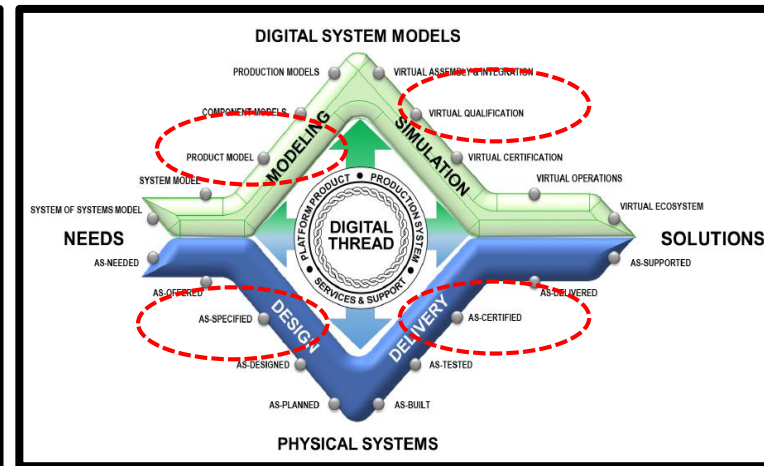 DIGITAL SYSTEM MODELS
PRODUCTION MODELS
VIRTUAL ASSEMBLY & INTEGRATION
COMPONENT MODELS
VIRTUAL QUALIFICATION
MODELING
SIMULATION
PRODUCT MODEL
VIRTUAL CERTIFICATION
SYSTEM MODEL
VIRTUAL OPERATIONS
SYSTEM OF SYSTEMS MODEL
VIRTUAL ECOSYSTEM
PLATFORM PRODUCT • PRODUCTION SYSTEM • SERVICES & SUPPORT •
DIGITAL
THREAD
NEEDS
SOLUTIONS
AS-NEEDED
AS-SUPPORTED
AS-OFFERED
AS-DELIVERED
AS-SPECIFIED
AS-CERTIFIED
DESIGN
DELIVERY
AS-DESIGNED
AS-TESTED
AS-PLANNED
AS-BUILT
PHYSICAL SYSTEMS